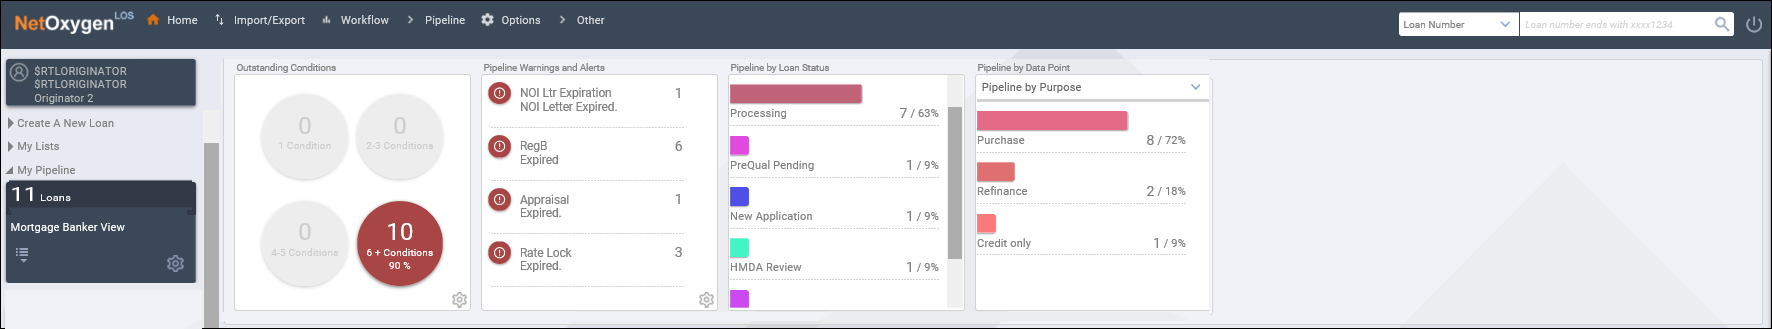 NetOxygen LOS Home Import/Export Workflow Pipeline Options Other Loan Number Loan number ends with xxxx1234
$RTLORIGINATOR
$RTLORIGINATOR
Originator 2
Create A New Loan
My Lists
My Pipeline
11 Loans
Mortgage Banker View
Outstanding Conditions
0
1 Condition
0
2-3 Conditions
0
4-5 Conditions
10
6 + Conditions
90 %
Pipeline Warnings and Alerts
NOI Ltr Expiration 1
NOI Letter Expired.
RegB 6
Expired
Appraisal 1
Expired.
Rate Lock 3
Expired.
Pipeline by Loan Status
Processing 7 / 63%
PreQual Pending 1 / 9%
New Application 1 / 9%
HMDA Review 1 / 9%
Pipeline by Data Point
Pipeline by Purpose
Purchase 8 / 72%
Refinance 2 / 18%
Credit only 1 / 9%